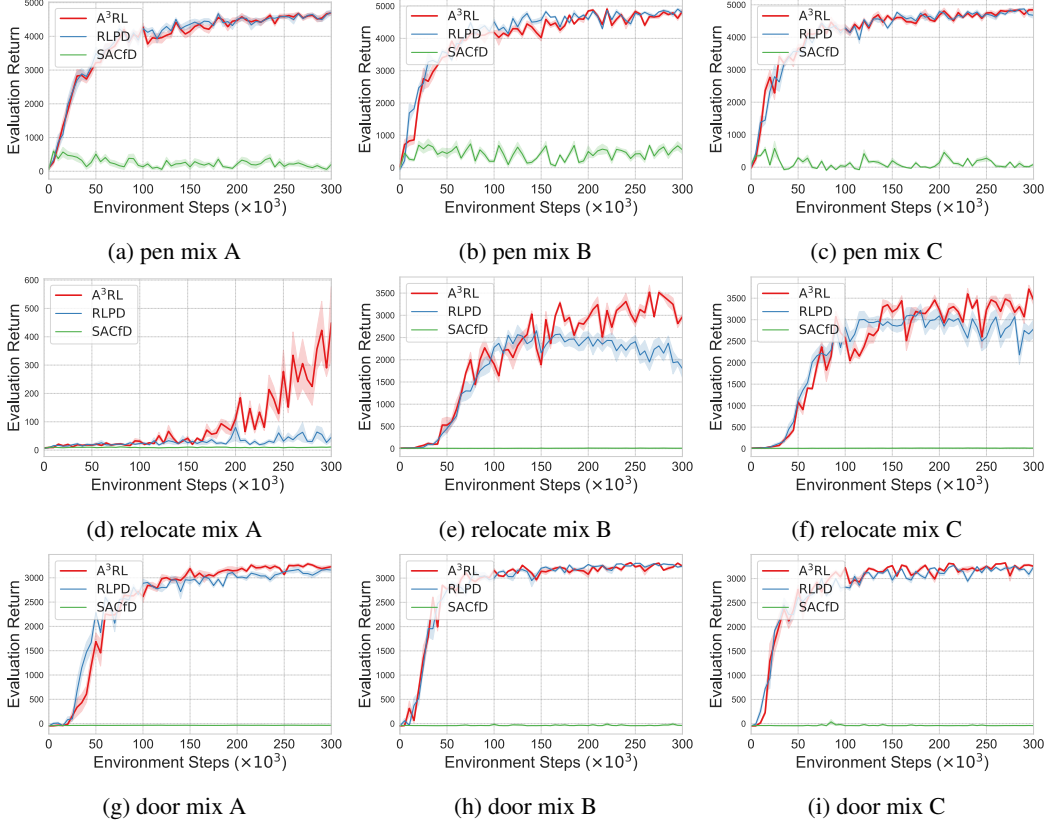 Evaluation Return
5000
4000
3000
2000
1000
0
A³RL
RLPD
SACfD
0 50 100 150 200 250 300
Environment Steps (×10³)
(a) pen mix A
Evaluation Return
5000
4000
3000
2000
1000
0
A³RL
RLPD
SACfD
0 50 100 150 200 250 300
Environment Steps (×10³)
(b) pen mix B
Evaluation Return
5000
4000
3000
2000
1000
0
A³RL
RLPD
SACfD
0 50 100 150 200 250 300
Environment Steps (×10³)
(c) pen mix C
Evaluation Return
600
400
300
200
100
0
A³RL
RLPD
SACfD
0 50 100 150 200 250 300
Environment Steps (×10³)
(d) relocate mix A
Evaluation Return
3500
3000
2500
2000
1500
1000
500
0
A³RL
RLPD
SACfD
0 50 100 150 200 250 300
Environment Steps (×10³)
(e) relocate mix B
Evaluation Return
3500
3000
2500
2000
1500
1000
500
0
A³RL
RLPD
SACfD
0 50 100 150 200 250 300
Environment Steps (×10³)
(f) relocate mix C
Evaluation Return
3000
2500
2000
1500
1000
500
0
A³RL
RLPD
SACfD
0 50 100 150 200 250 300
Environment Steps (×10³)
(g) door mix A
Evaluation Return
3000
2500
2000
1500
1000
500
0
A³RL
RLPD
SACfD
0 50 100 150 200 250 300
Environment Steps (×10³)
(h) door mix B
Evaluation Return
3000
2500
2000
1500
1000
500
0
A³RL
RLPD
SACfD
0 50 100 150 200 250 300
Environment Steps (×10³)
(i) door mix C